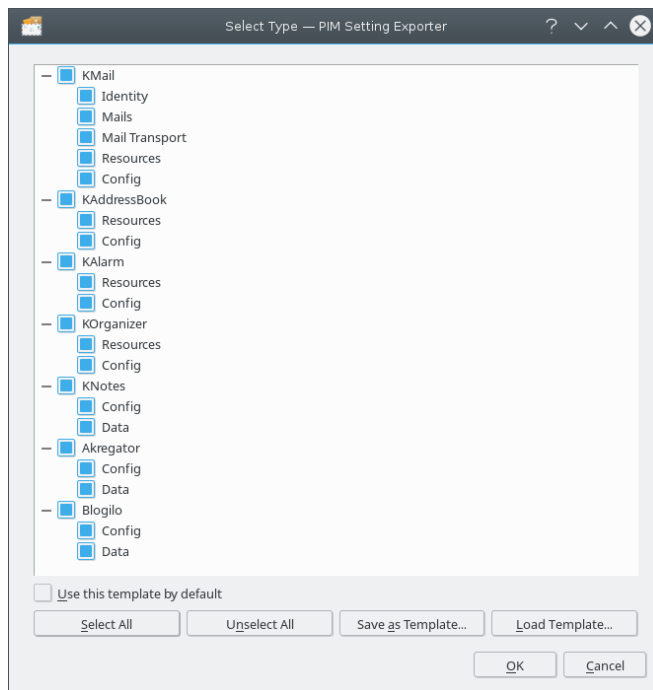 Select Type — PIM Setting Exporter
KMail
Identity
Mails
Mail Transport
Resources
Config
KAddressBook
Resources
Config
KAlarm
Resources
Config
KOrganizer
Resources
Config
KNotes
Config
Data
Akregator
Config
Data
Blogilo
Config
Data
Use this template by default
Select All Unselect All Save as Template... Load Template...
OK Cancel